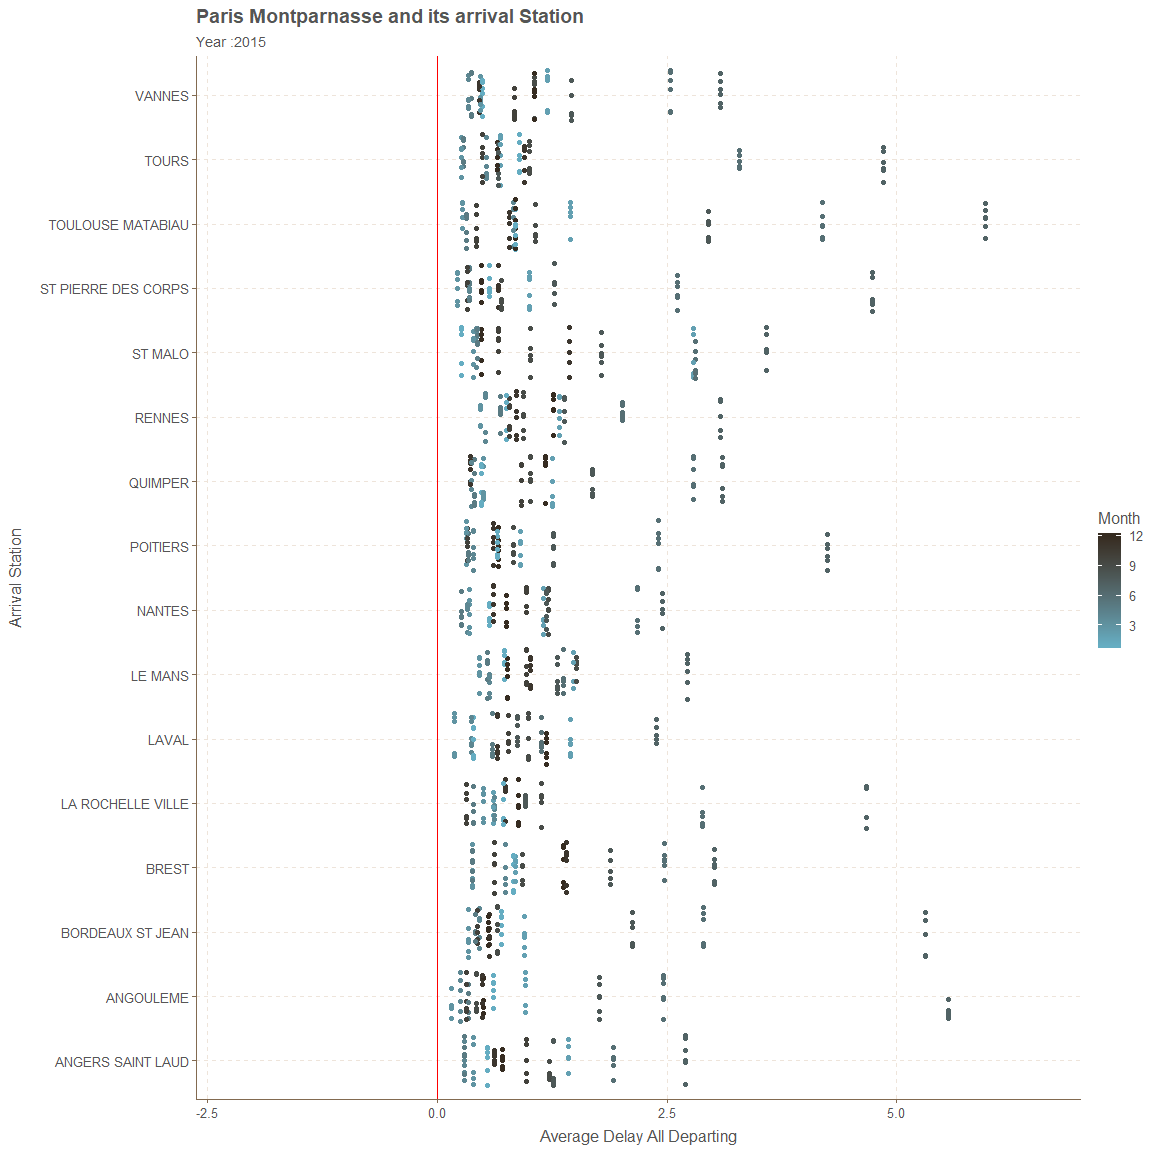 Paris Montparnasse and its arrival Station
Year :2015
VANNES
TOURS
TOULOUSE MATABIAU
ST PIERRE DES CORPS
ST MALO
RENNES
QUIMPER
POITIERS
NANTES
LE MANS
LAVAL
LA ROCHELLE VILLE
BREST
BORDEAUX ST JEAN
ANGOULEME
ANGERS SAINT LAUD
Arrival Station
-2.5
0.0
2.5
5.0
Average Delay All Departing
Month
12
9
6
3